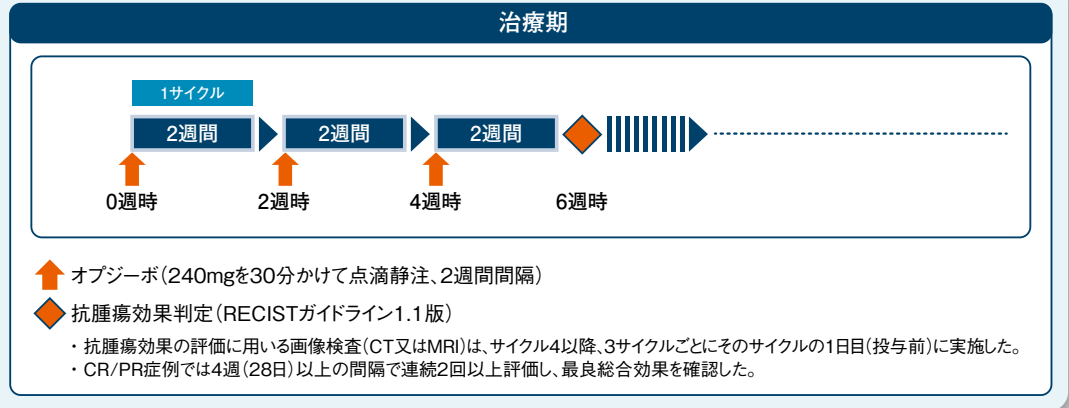 治療期
1サイクル
2週間 2週間 2週間
0週時 2週時 4週時 6週時
オプジーボ（240mgを30分かけて点滴静注、2週間間隔）
抗腫瘍効果判定（RECISTガイドライン1.1版）
・抗腫瘍効果の評価に用いる画像検査（CT又はMRI）は、サイクル4以降、3サイクルごとにそのサイクルの1日目（投与前）に実施した。
・CR/PR症例では4週（28日）以上の間隔で連続2回以上評価し、最良総合効果を確認した。